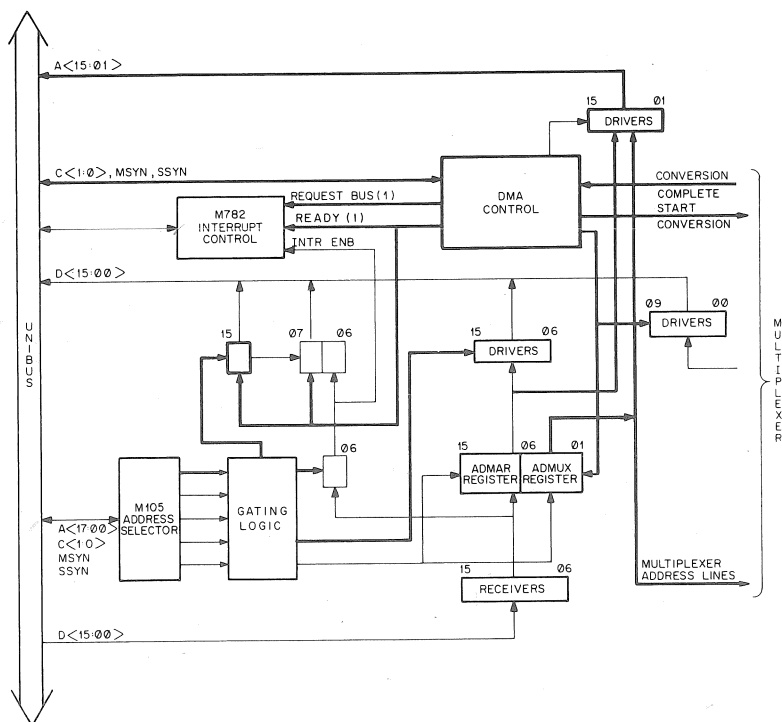 A<15:01>
15 01
DRIVERS
C<1:0>, MSYN, SSYN
DMA
CONTROL
CONVERSION
COMPLETE
START
CONVERSION
REQUEST BUS (1)
READY (1)
INTR ENB
M782
INTERRUPT
CONTROL
D<15:00>
15
07 06
15 06
DRIVERS
09 00
DRIVERS
UNIBUS
MULTIPLEXER
06
15 06 01
ADMAR
REGISTER
ADMUX
REGISTER
M105
ADDRESS
SELECTOR
GATING
LOGIC
A<17:00>
C<1:0>
MSYN
SSYN
15 06
RECEIVERS
MULTIPLEXER
ADDRESS LINES
D<15:00>